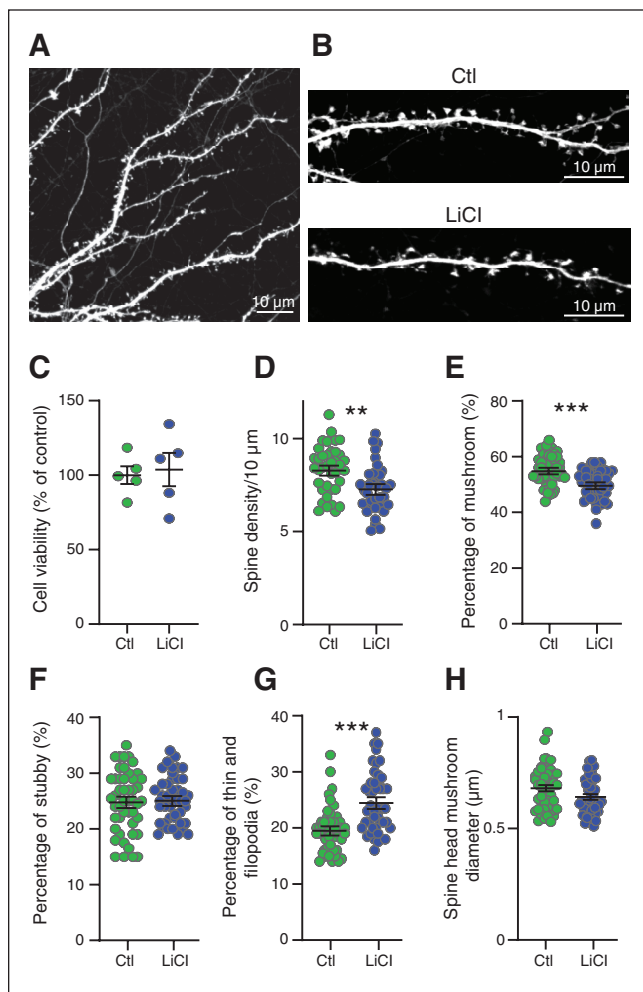 A
10 µm
B
Ctl
10 µm
LiCl
10 µm
C
Cell viability (% of control)
150
100
50
0
Ctl LiCl
D
Spine density/10 µm
10
5
0
**
Ctl LiCl
E
Percentage of mushroom (%)
80
60
40
20
0
***
Ctl LiCl
F
Percentage of stubby (%)
40
30
20
10
0
Ctl LiCl
G
Percentage of thin and
filopodia (%)
40
30
20
10
0
***
Ctl LiCl
H
Spine head mushroom
diameter (µm)
1
0.5
0
Ctl LiCl